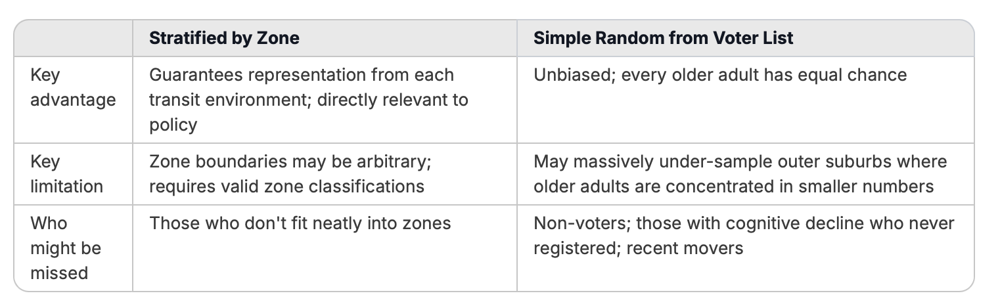 Stratified by Zone
Simple Random from Voter List
Key
advantage
Guarantees representation from each
transit environment; directly relevant to
policy
Unbiased; every older adult has equal chance
Key
limitation
Zone boundaries may be arbitrary;
requires valid zone classifications
May massively under-sample outer suburbs where
older adults are concentrated in smaller numbers
Who
might be
missed
Those who don't fit neatly into zones
Non-voters; those with cognitive decline who never
registered; recent movers